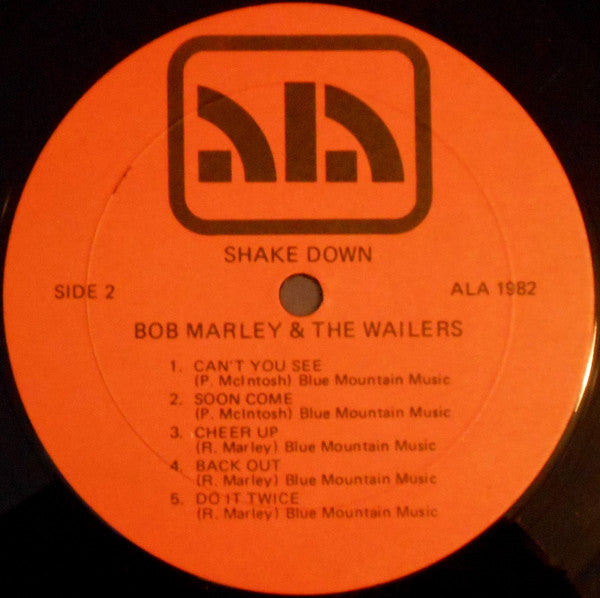 ala
SHAKE DOWN
SIDE 2
ALA 1982
BOB MARLEY & THE WAILERS
1. CAN'T YOU SEE
(P. McIntosh) Blue Mountain Music
2. SOON COME
(P. McIntosh) Blue Mountain Music
3. CHEER UP
(R. Marley) Blue Mountain Music
4. BACK OUT
(R. Marley) Blue Mountain Music
5. DO IT TWICE
(R. Marley) Blue Mountain Music